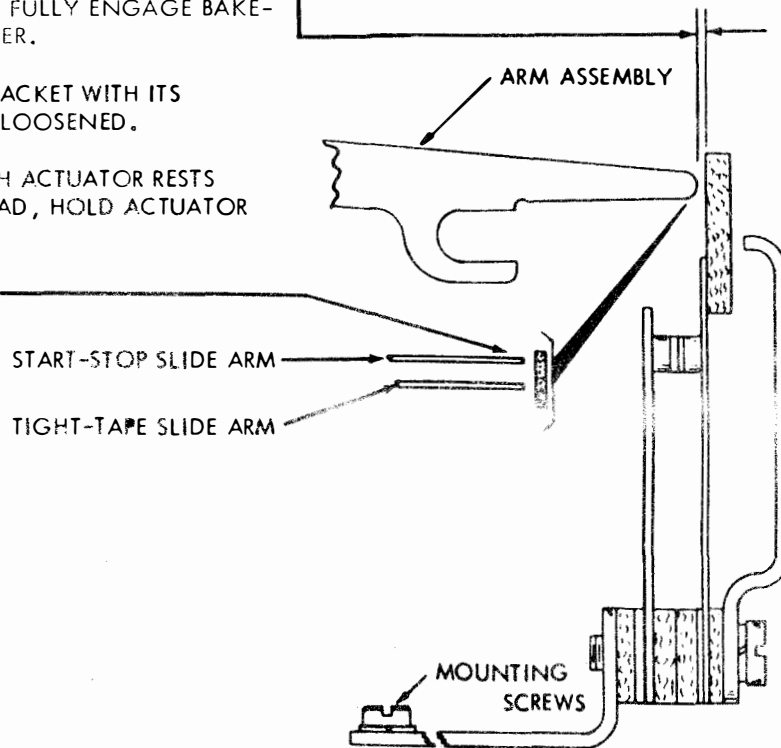 FULLY ENGAGE BAKE-
ER.
ACKET WITH ITS
LOOSENED.
H ACTUATOR RESTS
AD, HOLD ACTUATOR
ARM ASSEMBLY
START-STOP SLIDE ARM
TIGHT-TAPE SLIDE ARM
MOUNTING
SCREWS